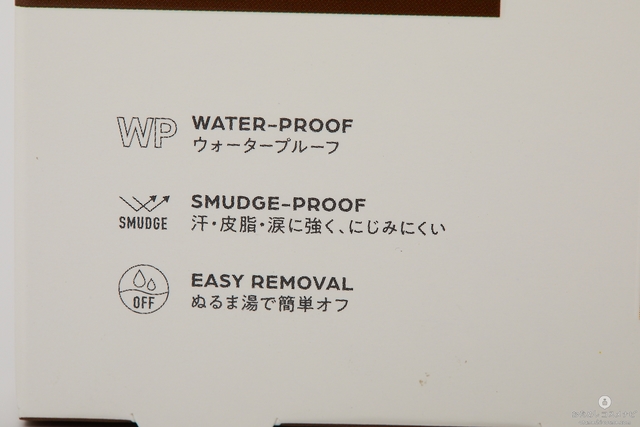 WP WATER-PROOF
ウォータープルーフ
SMUDGE-PROOF
SMUDGE 汗・皮脂・涙に強く、にじみにくい
EASY REMOVAL
OFF ぬるま湯で簡単オフ